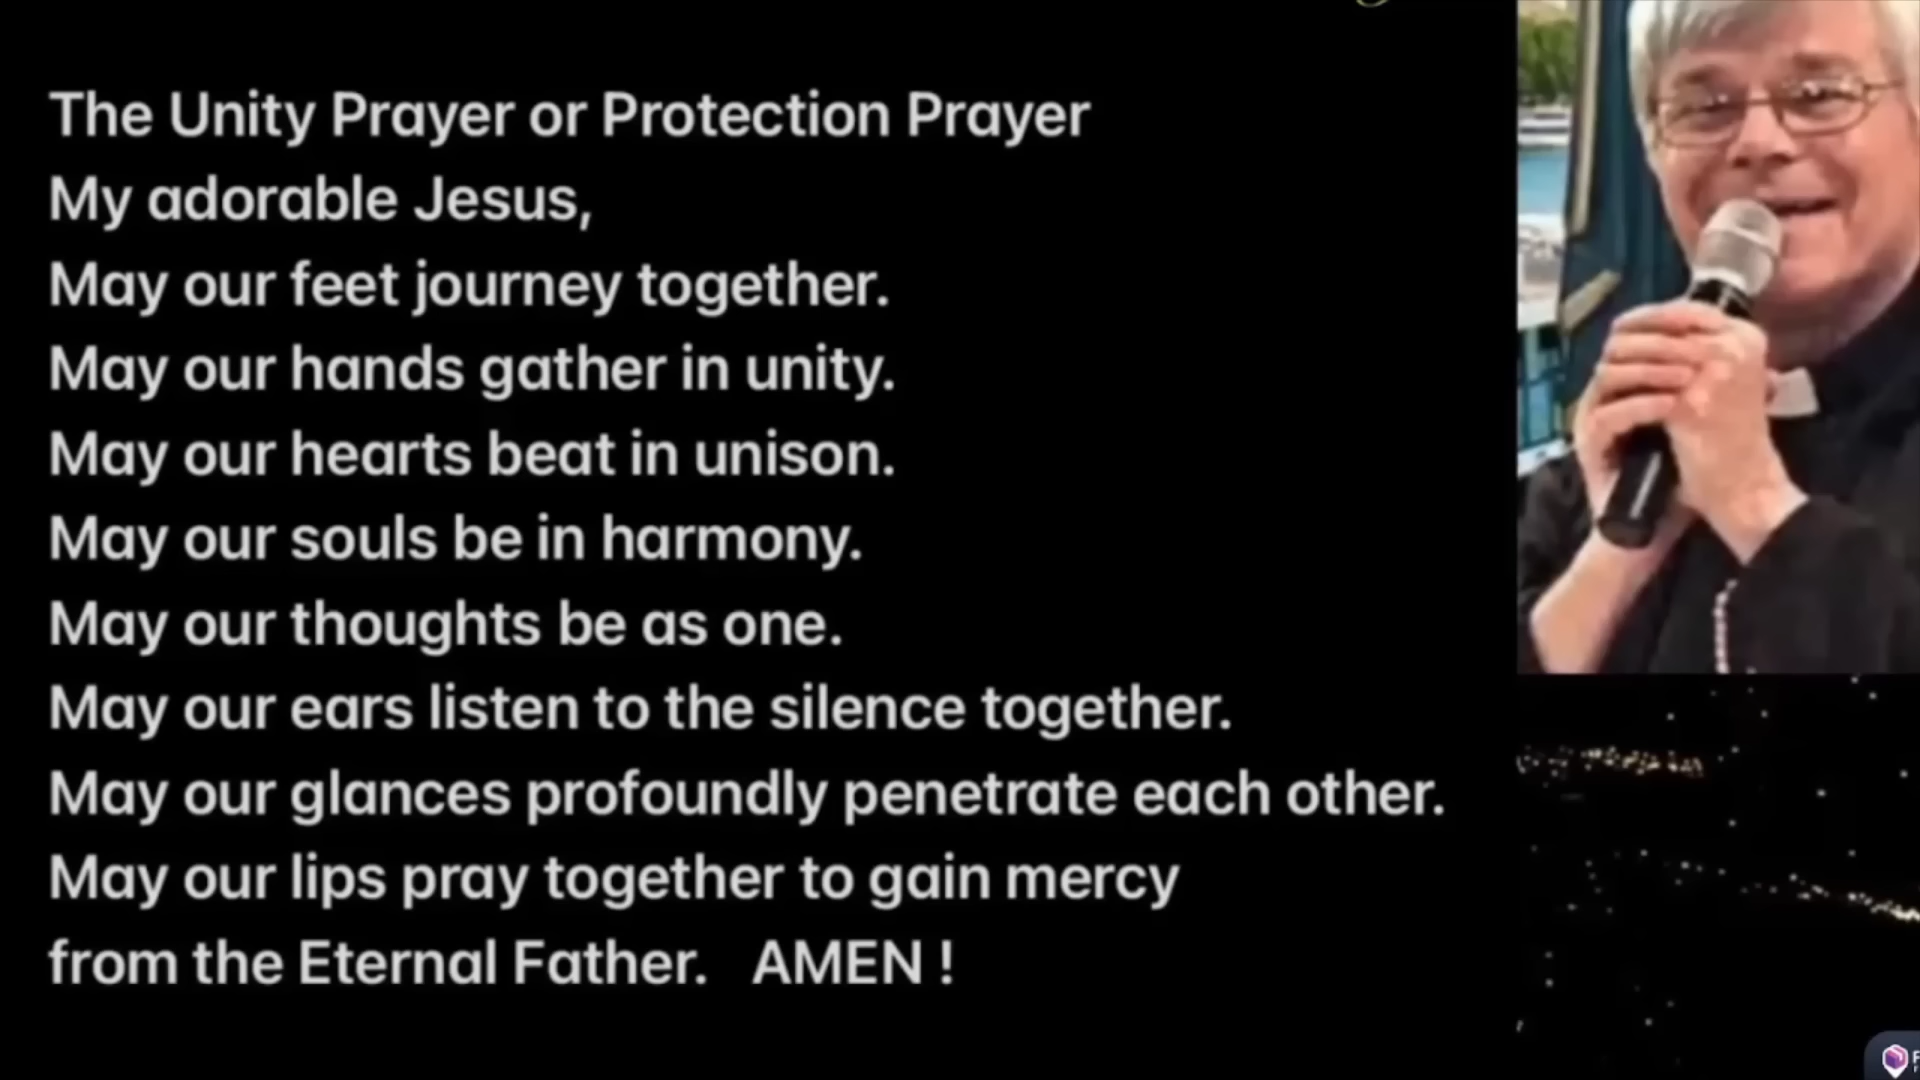 The Unity Prayer or Protection Prayer
My adorable Jesus,
May our feet journey together.
May our hands gather in unity.
May our hearts beat in unison.
May our souls be in harmony.
May our thoughts be as one.
May our ears listen to the silence together.
May our glances profoundly penetrate each other.
May our lips pray together to gain mercy
from the Eternal Father. AMEN !